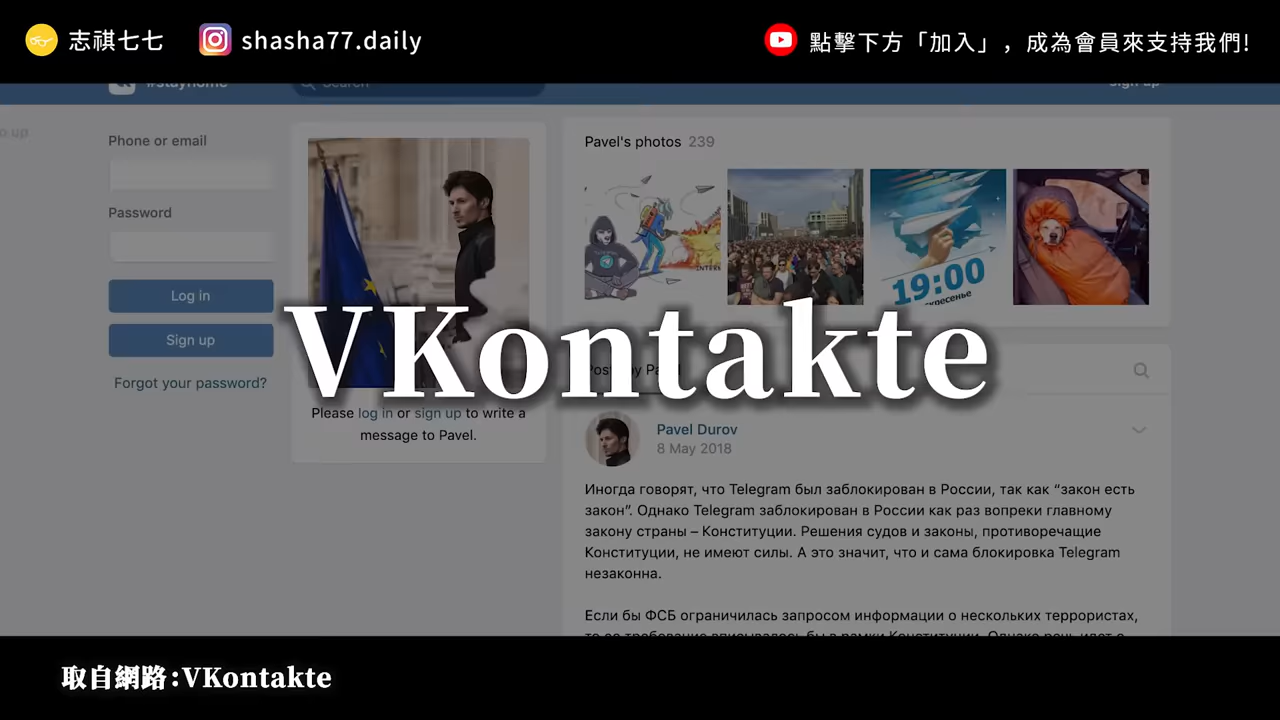 志祺七七
shasha77.daily
點擊下方「加入」，成為會員來支持我們!
#stayhome
Search
Sign up
Phone or email
Password
Log in
Sign up
Forgot your password?
Please log in or sign up to write a
message to Pavel.
Pavel's photos 239
19:00
VKontakte
Pavel Durov
8 May 2018
Иногда говорят, что Telegram был заблокирован в России, так как “закон есть
закон”. Однако Telegram заблокирован в России как раз вопреки главному
закону страны – Конституции. Решения судов и законы, противоречащие
Конституции, не имеют силы. А это значит, что и сама блокировка Telegram
незаконна.
Если бы ФСБ ограничилась запросом информации о нескольких террористах,
取自網路:VKontakte